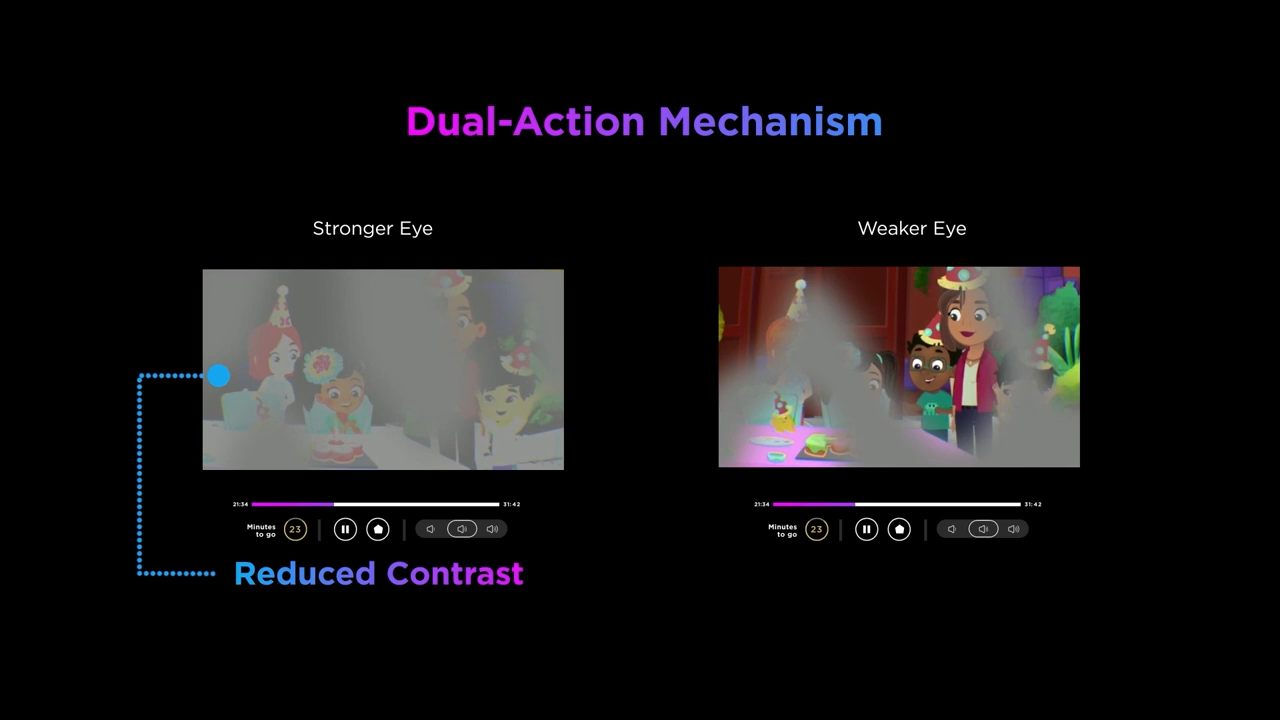 Dual-Action Mechanism
Stronger Eye
Weaker Eye
21:34
31:42
21:34
31:42
Minutes
to go
23
Minutes
to go
23
Reduced Contrast